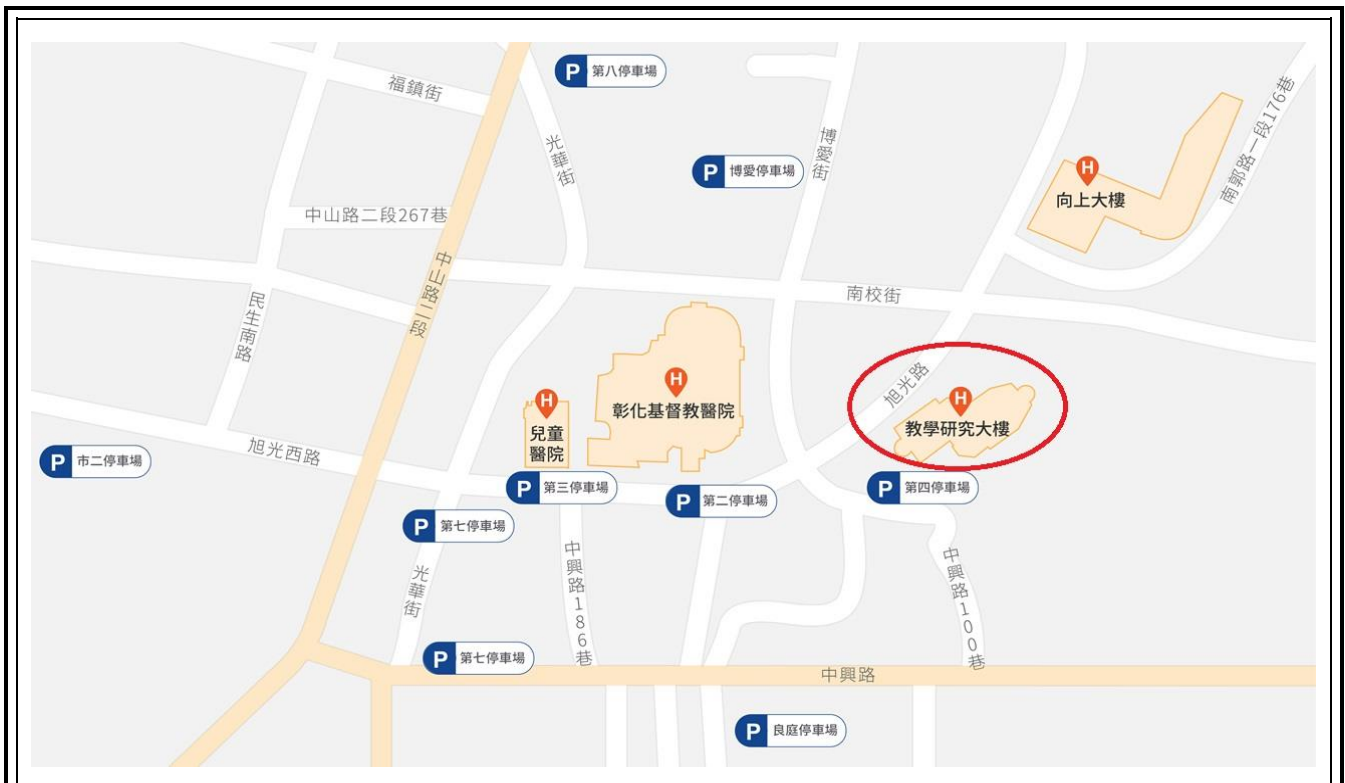 P 第八停車場
福鎮街
光華街
博愛街
P 博愛停車場
南郭路一段176巷
H
向上大樓
中山路二段267巷
中山路二段
南校街
民生南路
旭光路
H
彰化基督教醫院
H
兒童
醫院
H
教學研究大樓
旭光西路
P 市二停車場
P 第三停車場
P 第二停車場
P 第四停車場
P 第七停車場
中興路186巷
中興路100巷
光華街
P 第七停車場
中興路
P 良庭停車場